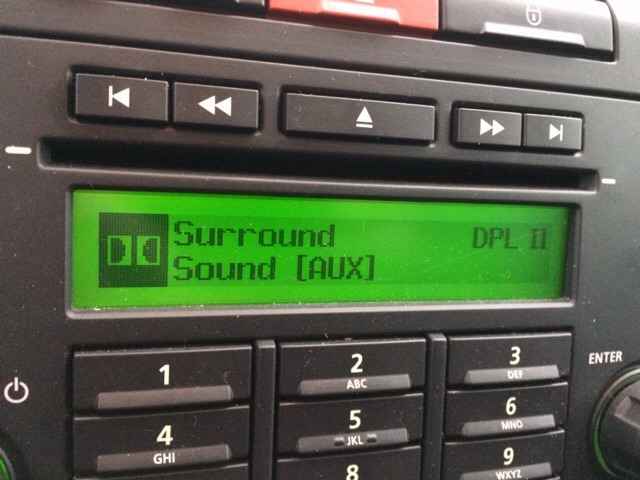 Surround DPL II
Sound [AUX]
1
2
ABC
3
DEF
ENTER
4
GHI
5
JKL
6
MNO
8
9
WXYZ